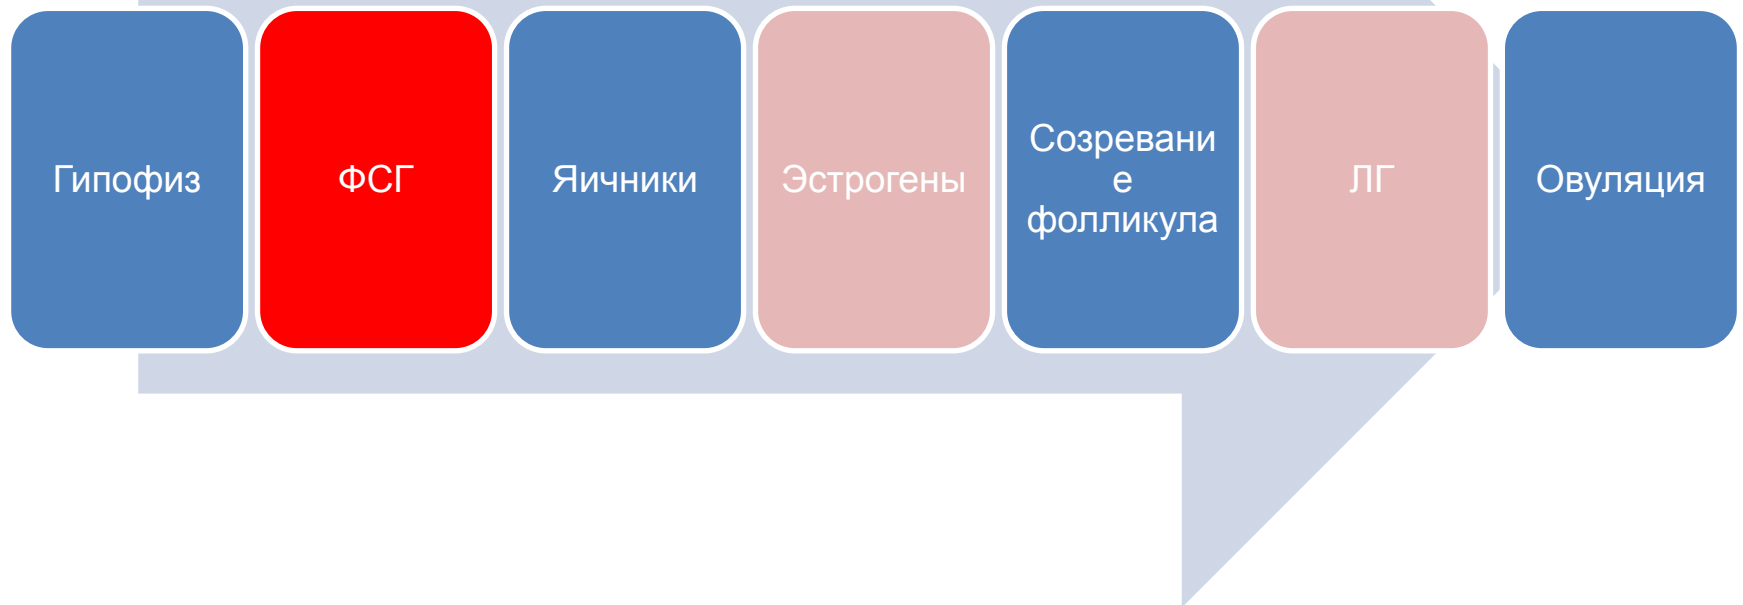 Гипофиз
ФСГ
Яичники
Эстрогены
Созревани
е
фолликула
ЛГ
Овуляция